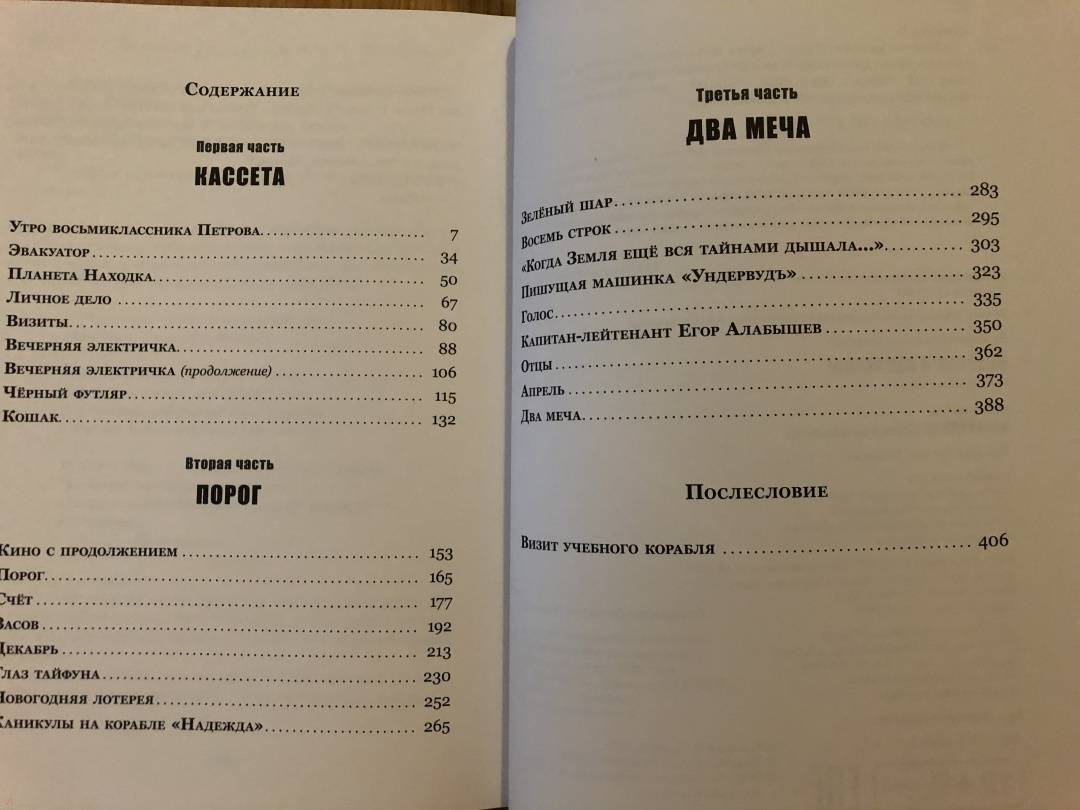 Содержание
Первая часть
КАССЕТА
Утро восьмиклассника Петрова 7
Эвакуатор 34
Планета Находка 50
Личное дело 67
Визиты 80
Вечерняя электричка 88
Вечерняя электричка (продолжение) 106
Чёрный футляр 115
Кошак 132
Вторая часть
ПОРОГ
Кино с продолжением 153
Порог 165
Счёт 177
Засов 192
Декабрь 213
Глаз тайфуна 230
Новогодняя лотерея 252
Каникулы на корабле «Надежда» 265
Третья часть
ДВА МЕЧА
Зелёный шар 283
Восемь строк 295
«Когда Земля ещё вся тайнами дышала...» 303
Пишущая машинка «Ундервудъ» 323
Голос 335
Капитан-лейтенант Егор Алабышев 350
Отцы 362
Апрель 373
Два меча 388
Послесловие
Визит учебного корабля 406